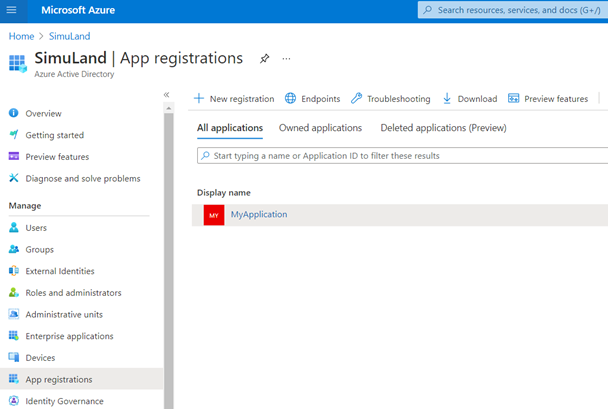 Microsoft Azure
Search resources, services, and docs (G+/)
Home > SimuLand
SimuLand | App registrations
Azure Active Directory
Overview
Getting started
Preview features
Diagnose and solve problems
Manage
Users
Groups
External Identities
Roles and administrators
Administrative units
Enterprise applications
Devices
App registrations
Identity Governance
New registration
Endpoints
Troubleshooting
Download
Preview features
All applications
Owned applications
Deleted applications (Preview)
Start typing a name or Application ID to filter these results
Display name
MY
MyApplication